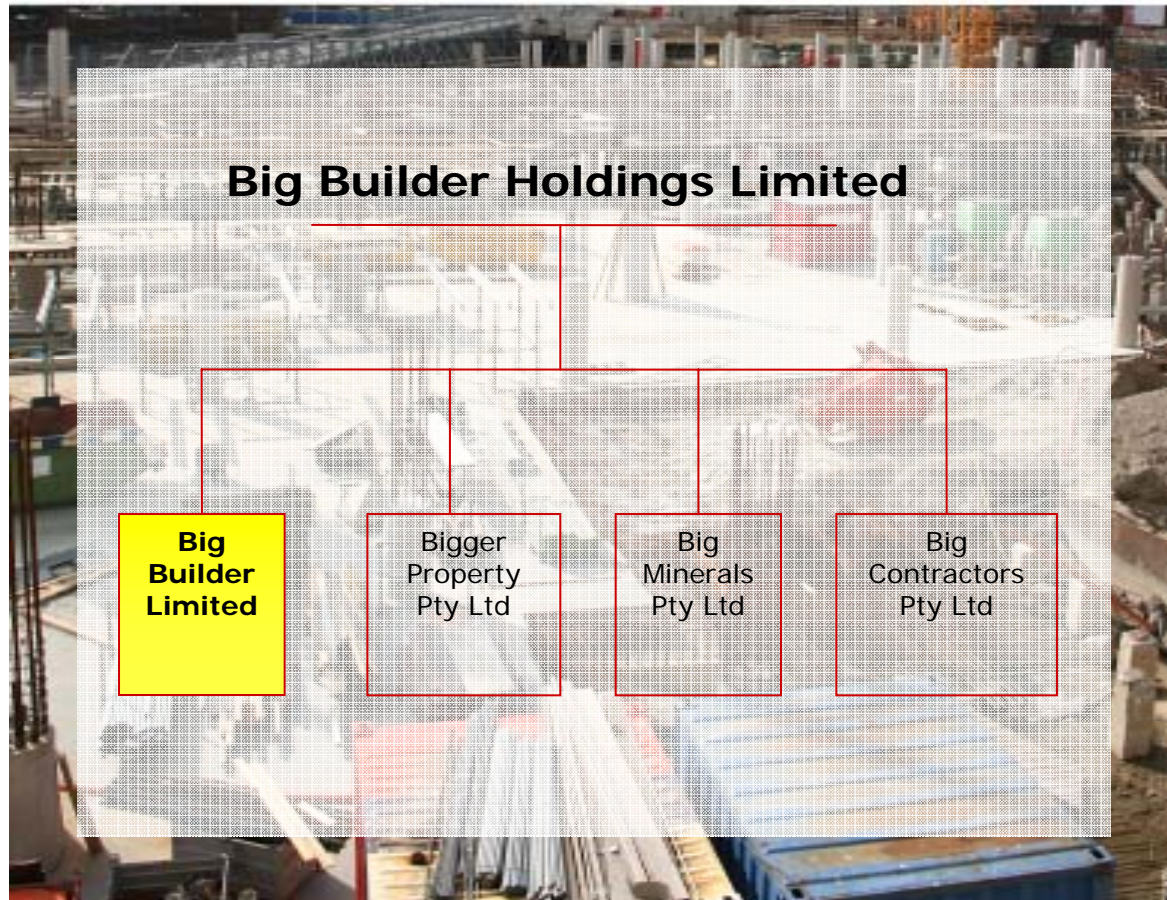 Big Builder Holdings Limited
Big
Builder
Limited
Bigger
Property
Pty Ltd
Big
Minerals
Pty Ltd
Big
Contractors
Pty Ltd